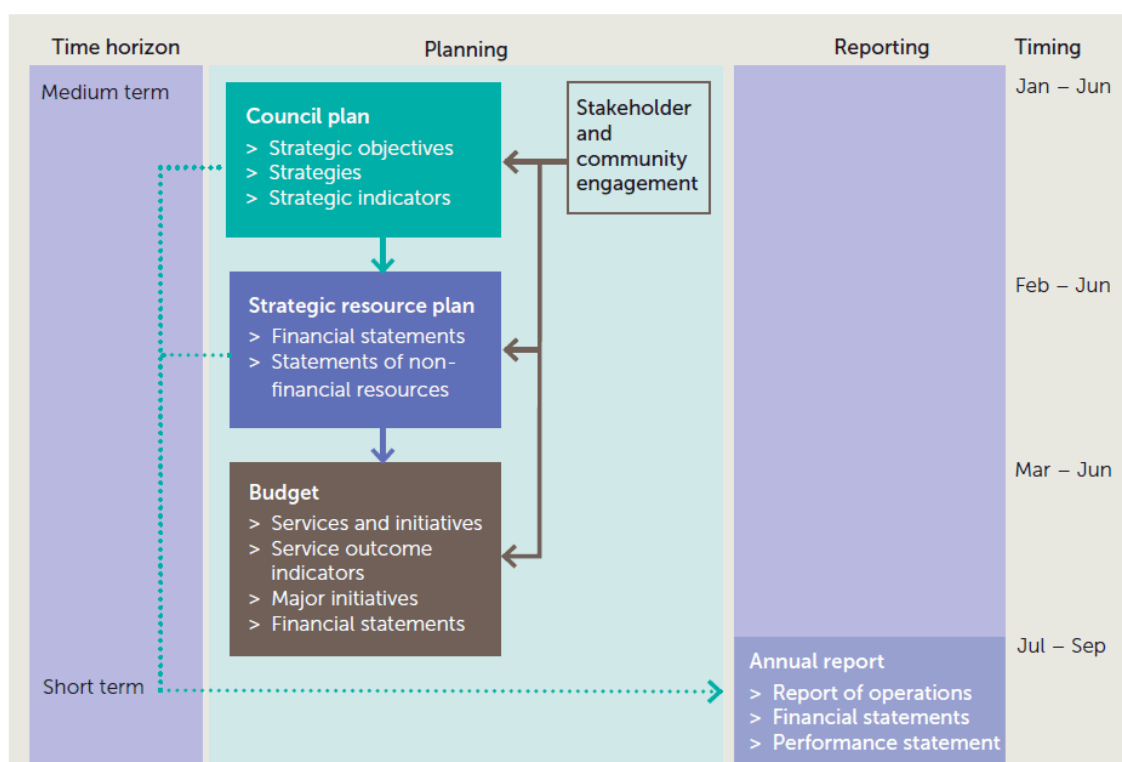 Time horizon
Planning
Reporting
Timing
Medium term
Jan – Jun
Council plan
> Strategic objectives
> Strategies
> Strategic indicators
Stakeholder
and
community
engagement
Feb – Jun
Strategic resource plan
> Financial statements
> Statements of non-
financial resources
Mar – Jun
Budget
> Services and initiatives
> Service outcome
indicators
> Major initiatives
> Financial statements
Jul – Sep
Short term
Annual report
> Report of operations
> Financial statements
> Performance statement